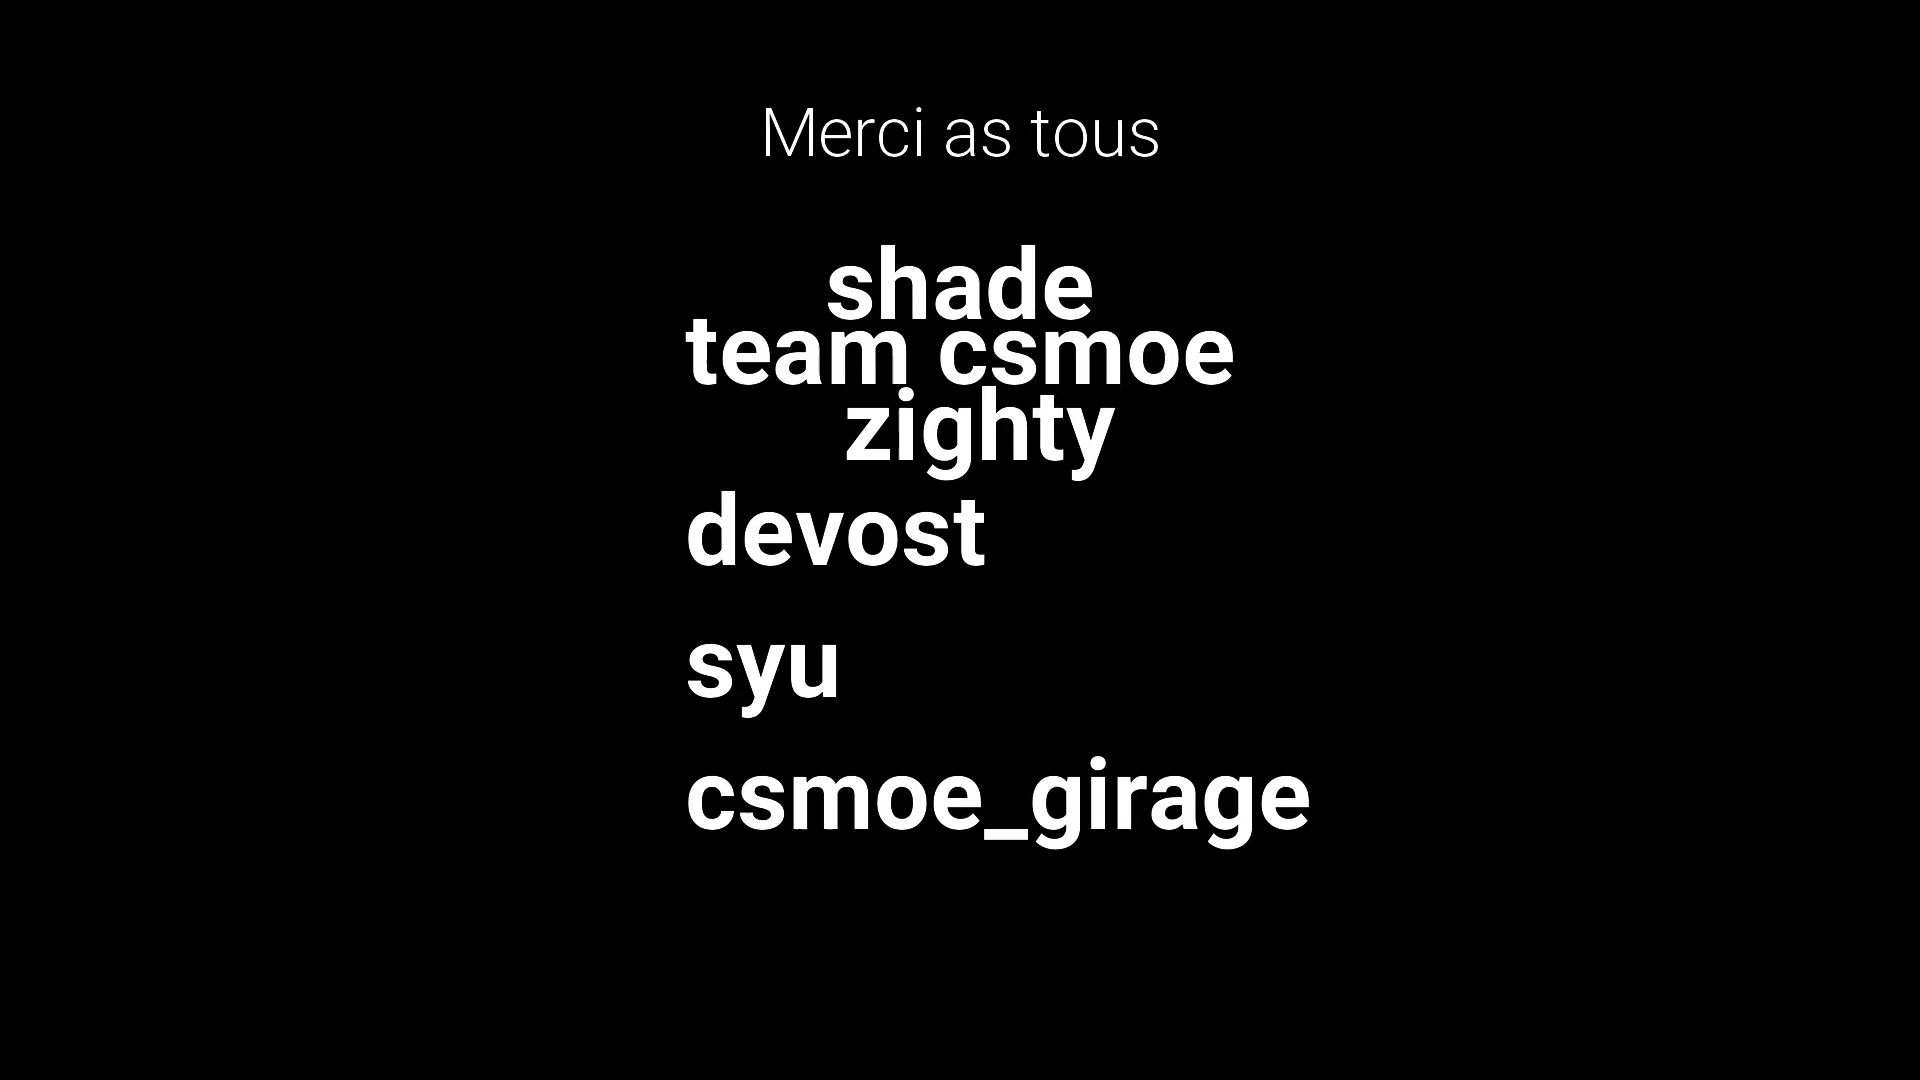 Merci as tous
shade
team csmoe
zighty
devost
syu
csmoe_girage